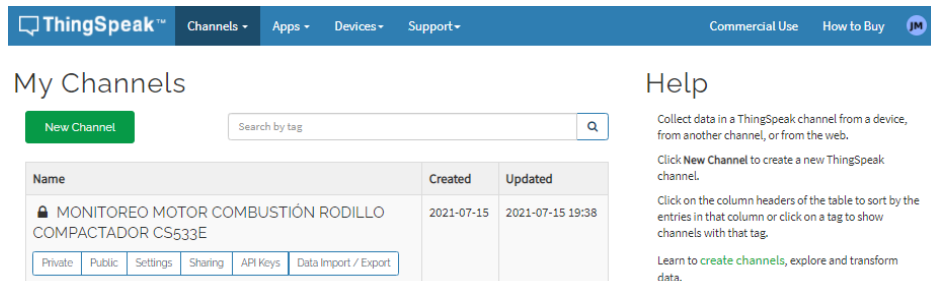 ThingSpeak™ Channels Apps Devices Support Commercial Use How to Buy JM
My Channels
New Channel
Search by tag
Name Created Updated
MONITOREO MOTOR COMBUSTIÓN RODILLO
COMPACTADOR CS533E
2021-07-15 2021-07-15 19:38
Private Public Settings Sharing API Keys Data Import / Export
Help
Collect data in a ThingSpeak channel from a device,
from another channel, or from the web.
Click New Channel to create a new ThingSpeak
channel.
Click on the column headers of the table to sort by the
entries in that column or click on a tag to show
channels with that tag.
Learn to create channels, explore and transform
data.